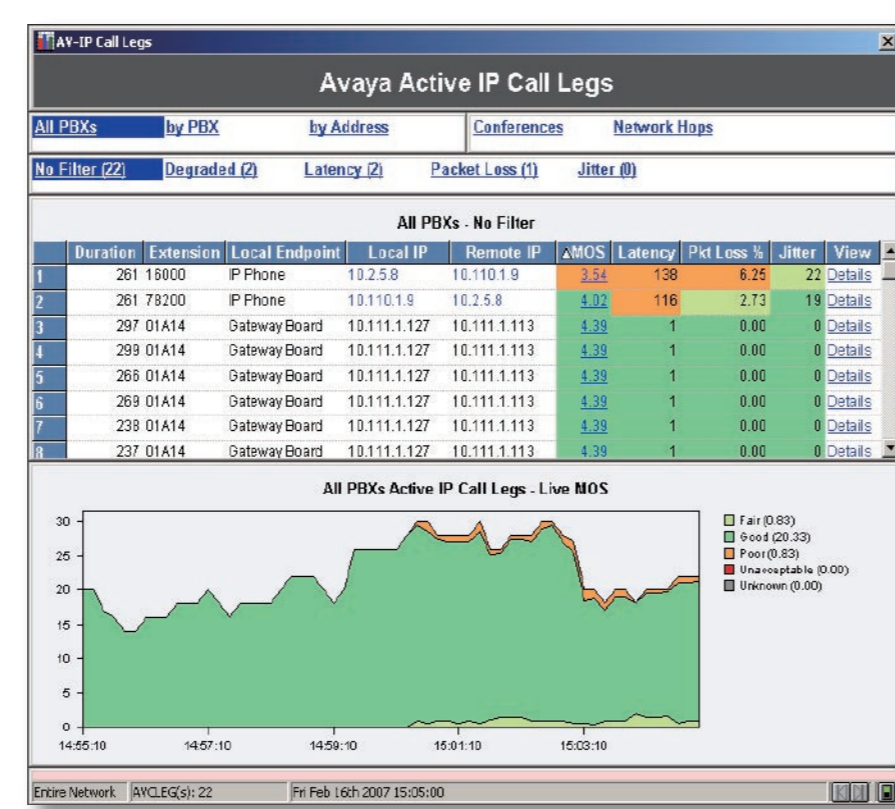 AV-IP Call Legs
Avaya Active IP Call Legs
All PBXs by PBX by Address Conferences Network Hops
No Filter (22) Degraded (2) Latency (2) Packet Loss (1) Jitter (0)
All PBXs - No Filter
Duration Extension Local Endpoint Local IP Remote IP MOS Latency Pkt Loss % Jitter View
1 261 16000 IP Phone 10.2.5.8 10.110.1.9 3.54 138 6.25 22 Details
2 261 78200 IP Phone 10.110.1.9 10.2.5.8 4.02 116 2.73 19 Details
3 297 01A14 Gateway Board 10.111.1.127 10.111.1.113 4.39 1 0.00 0 Details
4 299 01A14 Gateway Board 10.111.1.127 10.111.1.113 4.39 1 0.00 0 Details
5 266 01A14 Gateway Board 10.111.1.127 10.111.1.113 4.39 1 0.00 0 Details
6 269 01A14 Gateway Board 10.111.1.127 10.111.1.113 4.39 1 0.00 0 Details
7 238 01A14 Gateway Board 10.111.1.127 10.111.1.113 4.39 1 0.00 0 Details
8 237 01A14 Gateway Board 10.111.1.127 10.111.1.113 4.39 1 0.00 0 Details
All PBXs Active IP Call Legs - Live MOS
30
25
20
15
10
5
0
14:55:10 14:57:10 14:59:10 15:01:10 15:03:10
Fair (0.83)
Good (20.33)
Poor (0.83)
Unacceptable (0.00)
Unknown (0.00)
Entire Network AVCLEG(s): 22 Fri Feb 16th 2007 15:05:00